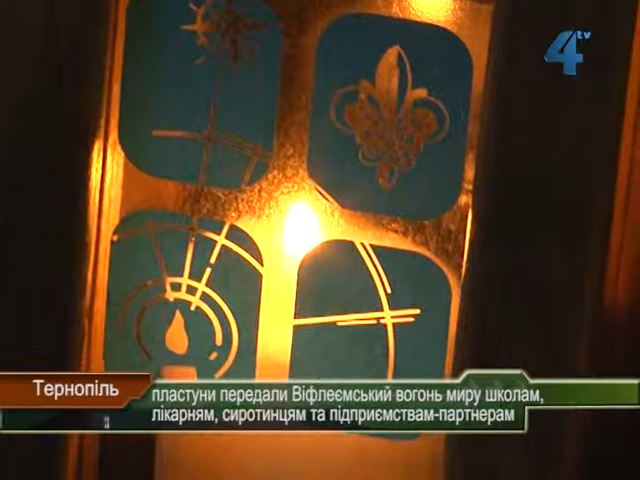 4tv
Тернопіль
пластуни передали Віфлеємський вогонь миру школам,
лікарням, сиротинцям та підприємствам-партнерам